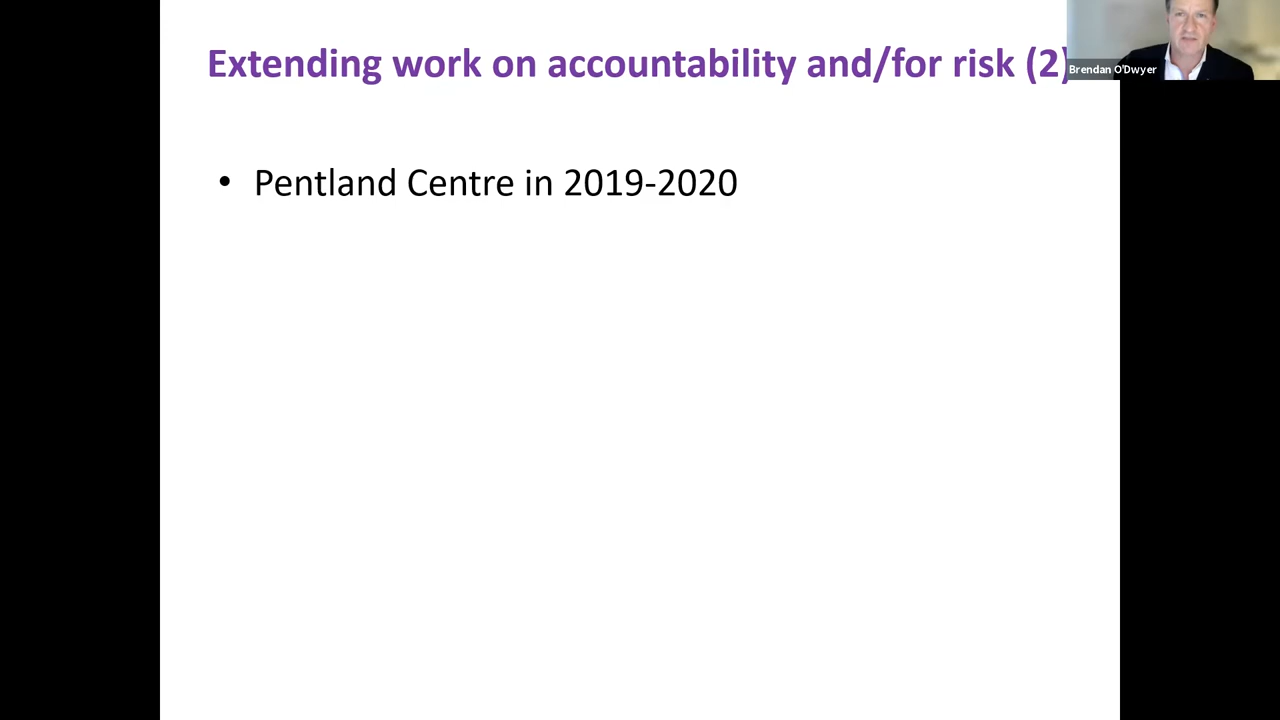 Extending work on accountability and/for risk (2)
Brendan O'Dwyer
• Pentland Centre in 2019-2020